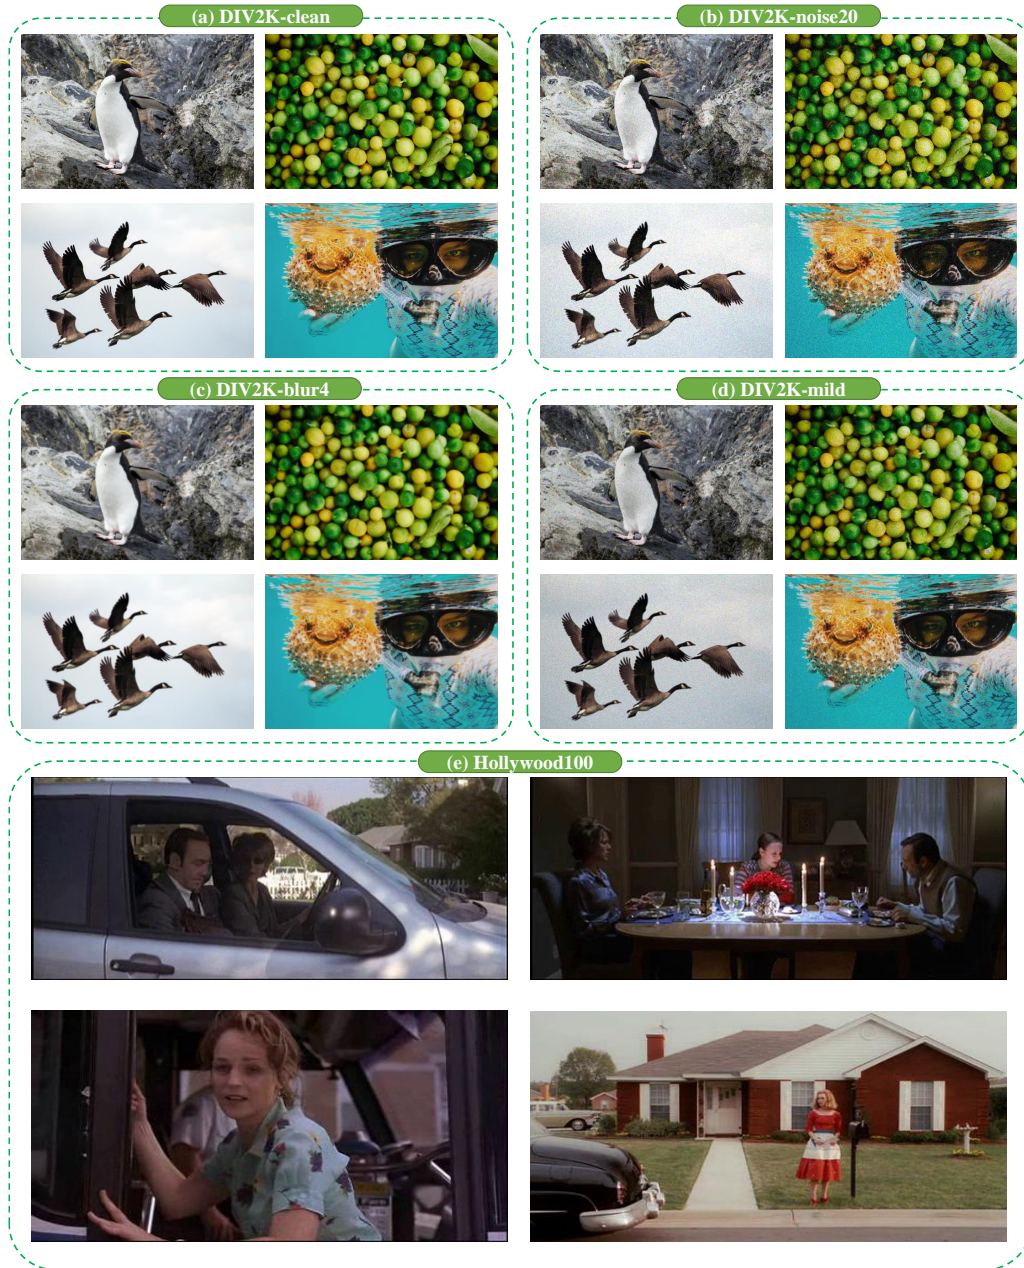 (a) DIV2K-clean
(b) DIV2K-noise20
(c) DIV2K-blur4
(d) DIV2K-mild
(e) Hollywood100